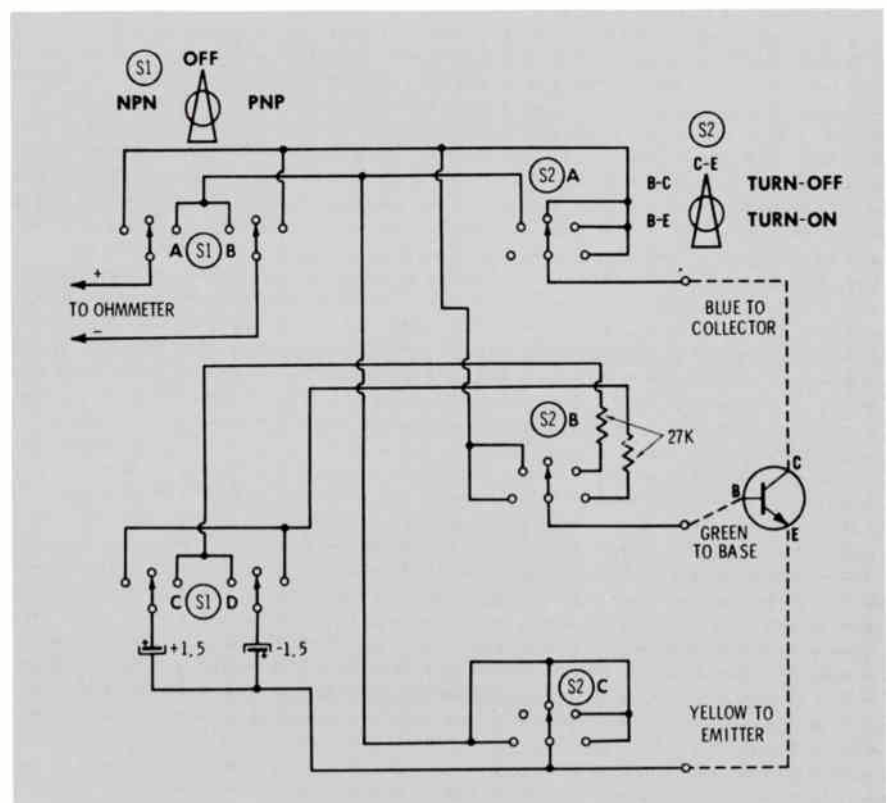 S1 OFF
NPN PNP
S2
C-E
B-C TURN-OFF
B-E TURN-ON
S2 A
A S1 B
+
TO OHMMETER
−
BLUE TO
COLLECTOR
S2 B
27K
C
B
E
GREEN
TO BASE
C S1 D
+ +1.5 -1.5 +
S2 C
YELLOW TO
EMITTER